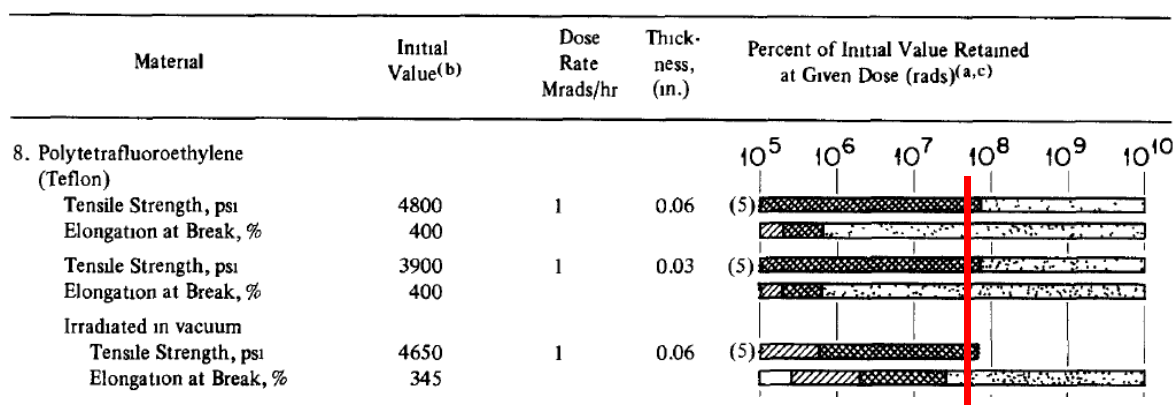 Material Initial Value(b) Dose Rate Mrads/hr Thick- ness, (in.) Percent of Initial Value Retained at Given Dose (rads)(a,c)
8. Polytetrafluoroethylene 10^5 10^6 10^7 10^8 10^9 10^10
(Teflon)
Tensile Strength, psi 4800 1 0.06 (5)
Elongation at Break, % 400
Tensile Strength, psi 3900 1 0.03 (5)
Elongation at Break, % 400
Irradiated in vacuum
Tensile Strength, psi 4650 1 0.06 (5)
Elongation at Break, % 345